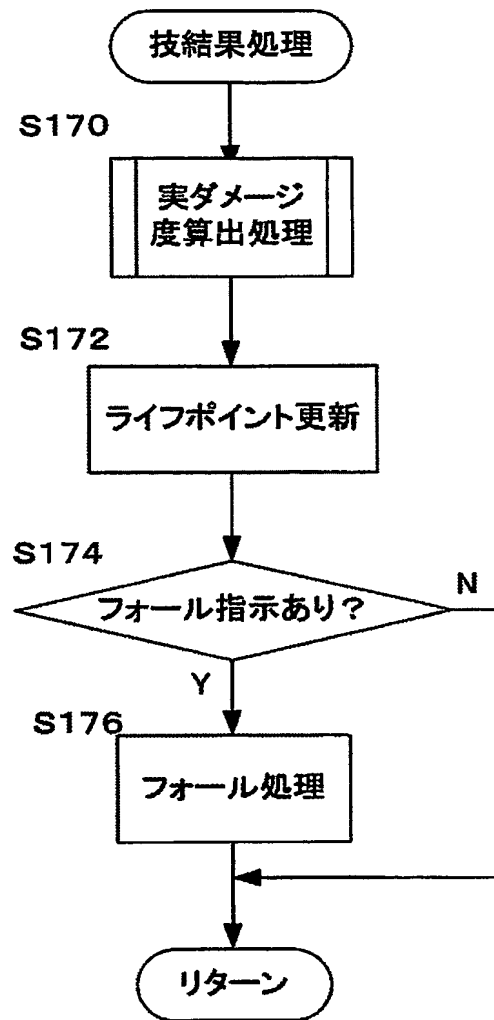 技結果処理
S170
実ダメージ
度算出処理
S172
ライフポイント更新
S174
フォール指示あり？
N
Y
S176
フォール処理
リターン